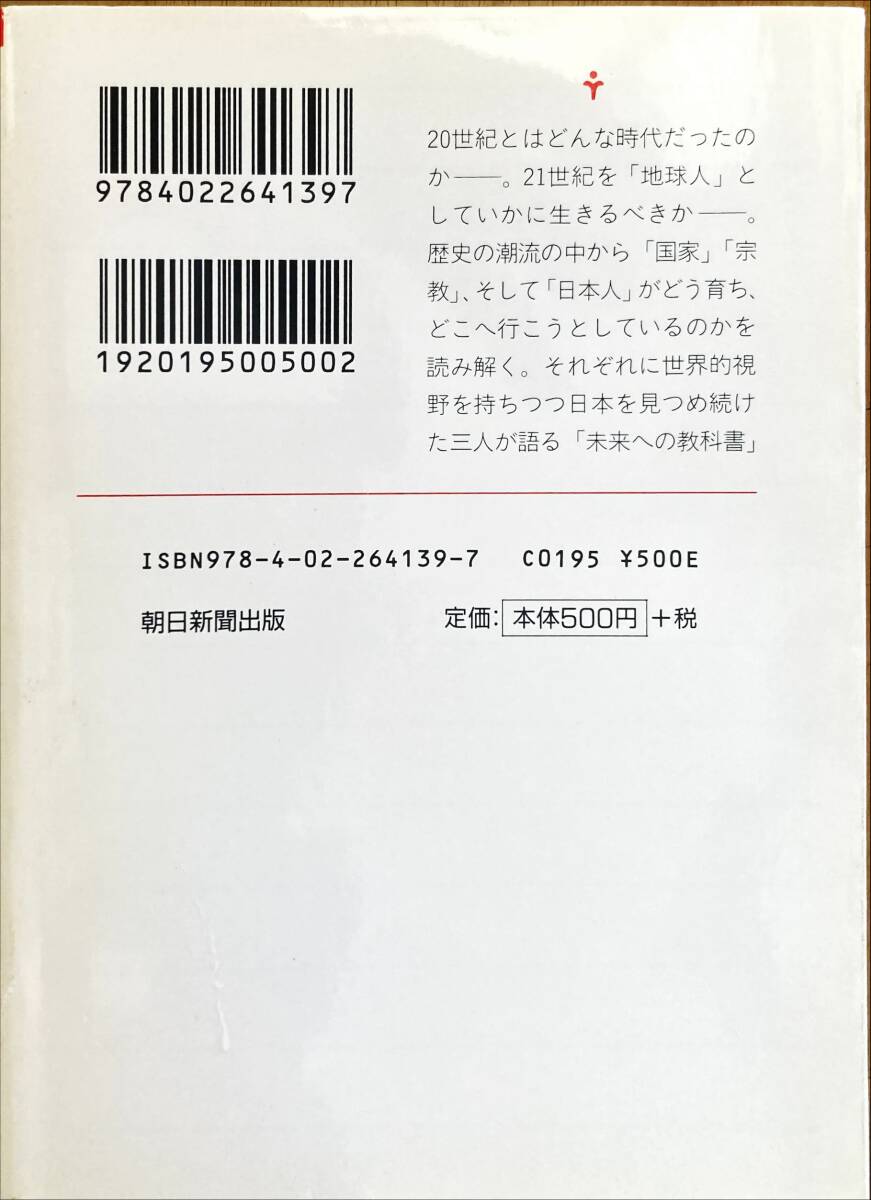 9784022641397
1920195005002
20世紀とはどんな時代だったの
か――。21世紀を「地球人」と
していかに生きるべきか――。
歴史の潮流の中から「国家」「宗
教」、そして「日本人」がどう育ち、
どこへ行こうとしているのかを
読み解く。それぞれに世界的視
野を持ちつつ日本を見つめ続け
た三人が語る「未来への教科書」
ISBN978-4-02-264139-7 C0195 ¥500E
朝日新聞出版 定価：本体500円＋税